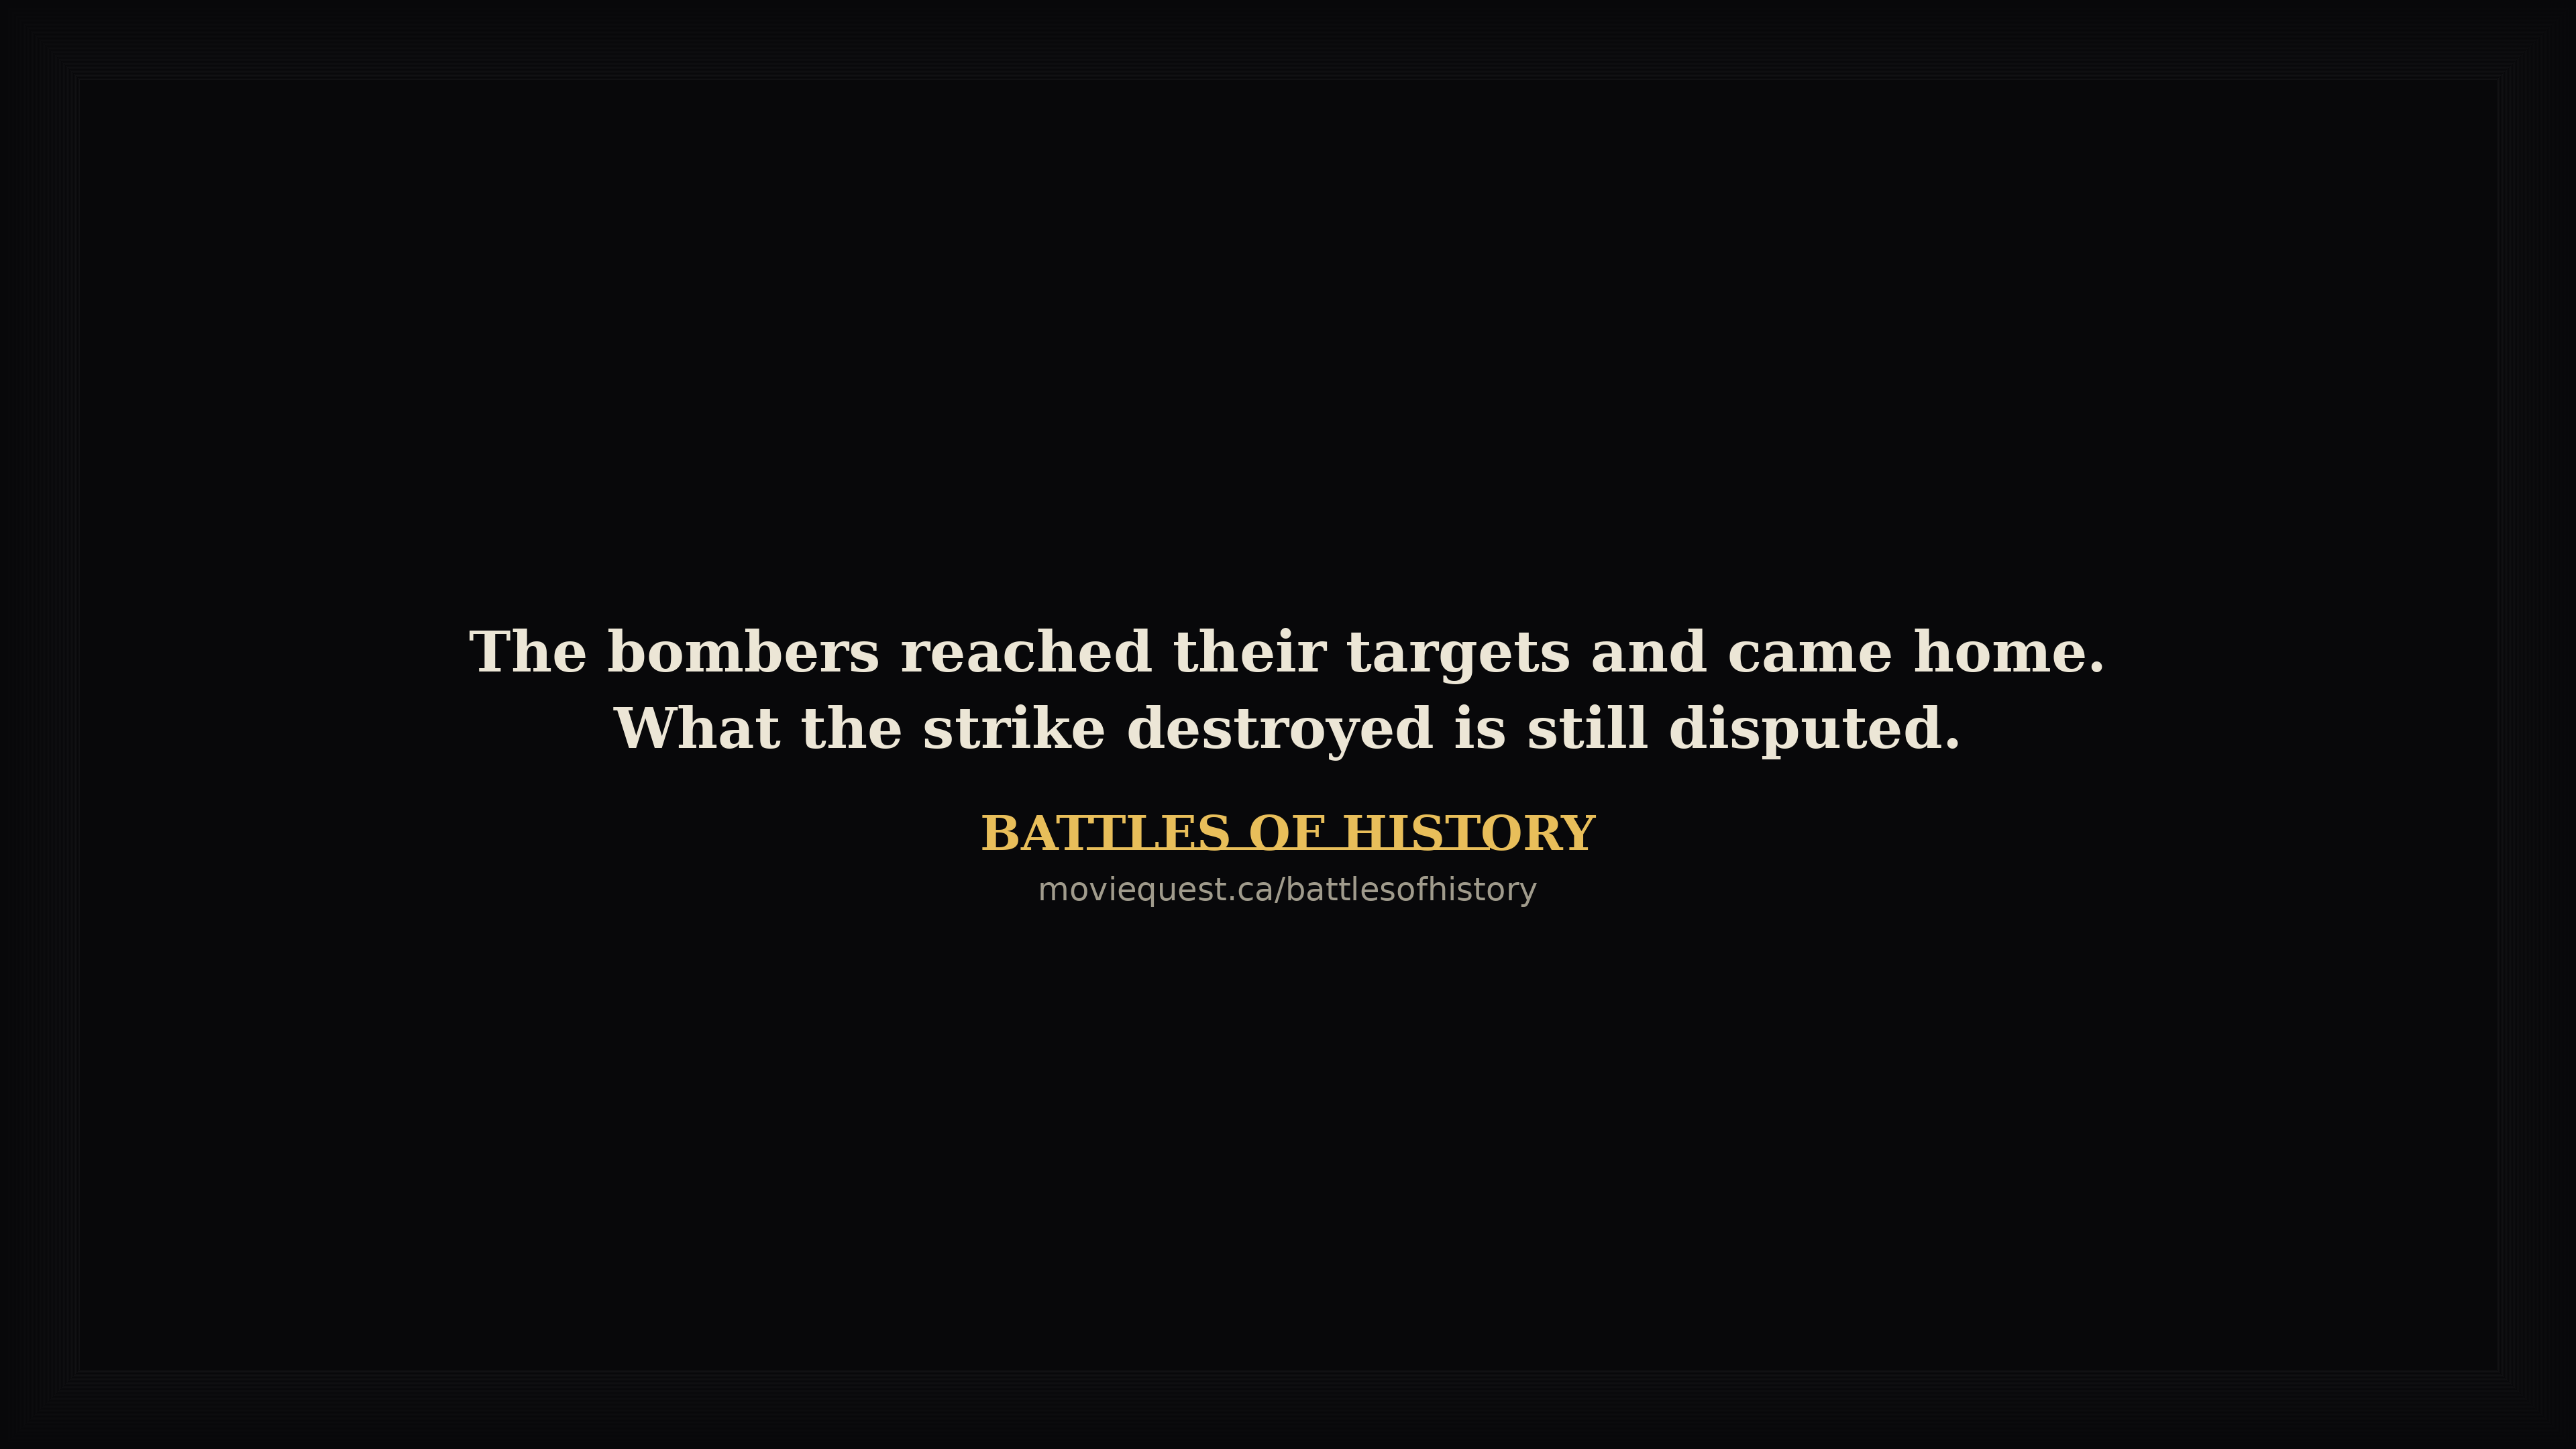 The bombers reached their targets and came home.
What the strike destroyed is still disputed.
BATTLES OF HISTORY
moviequest.ca/battlesofhistory